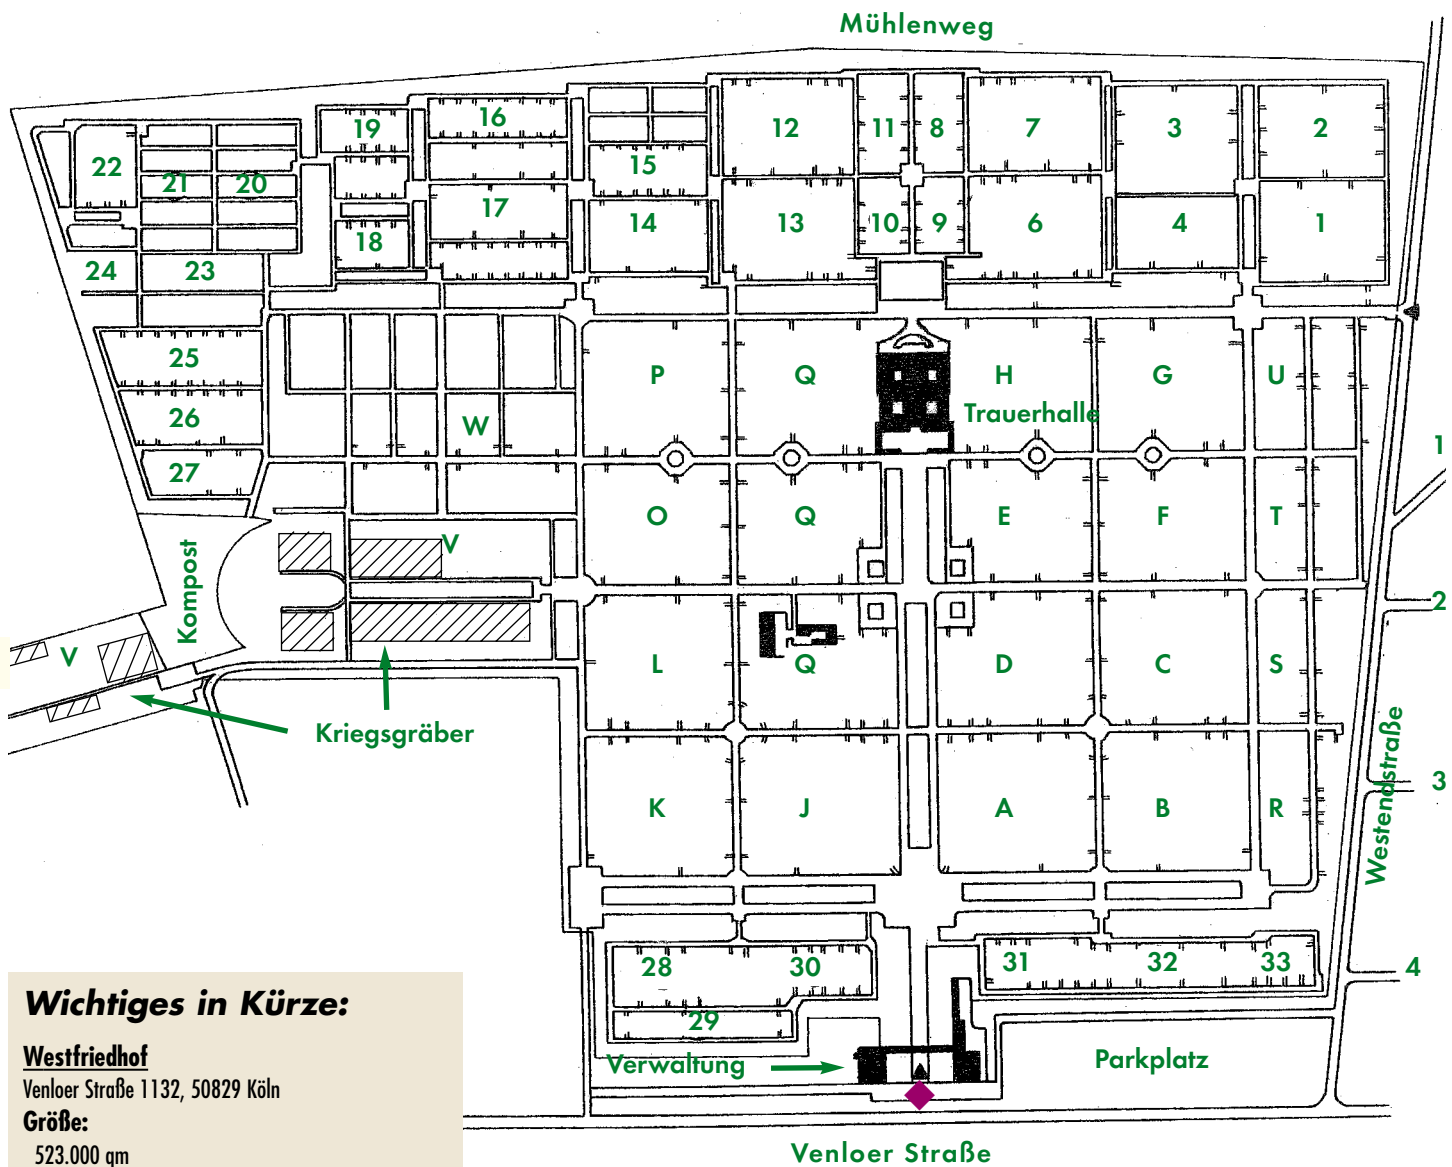 Mühlenweg
16
19
12
11
8
7
3
2
15
22
21
20
17
14
13
10
9
6
4
1
18
24
23
25
P
Q
H
G
U
Trauerhalle
26
W
1
27
O
Q
E
F
T
V
Kompost
2
V
L
Q
D
C
S
Kriegsgräber
Westendstraße
3
K
J
A
B
R
28
30
31
32
33
4
29
Verwaltung
Parkplatz
Venloer Straße
Wichtiges in Kürze:
Westfriedhof
Venloer Straße 1132, 50829 Köln
Größe:
523.000 qm